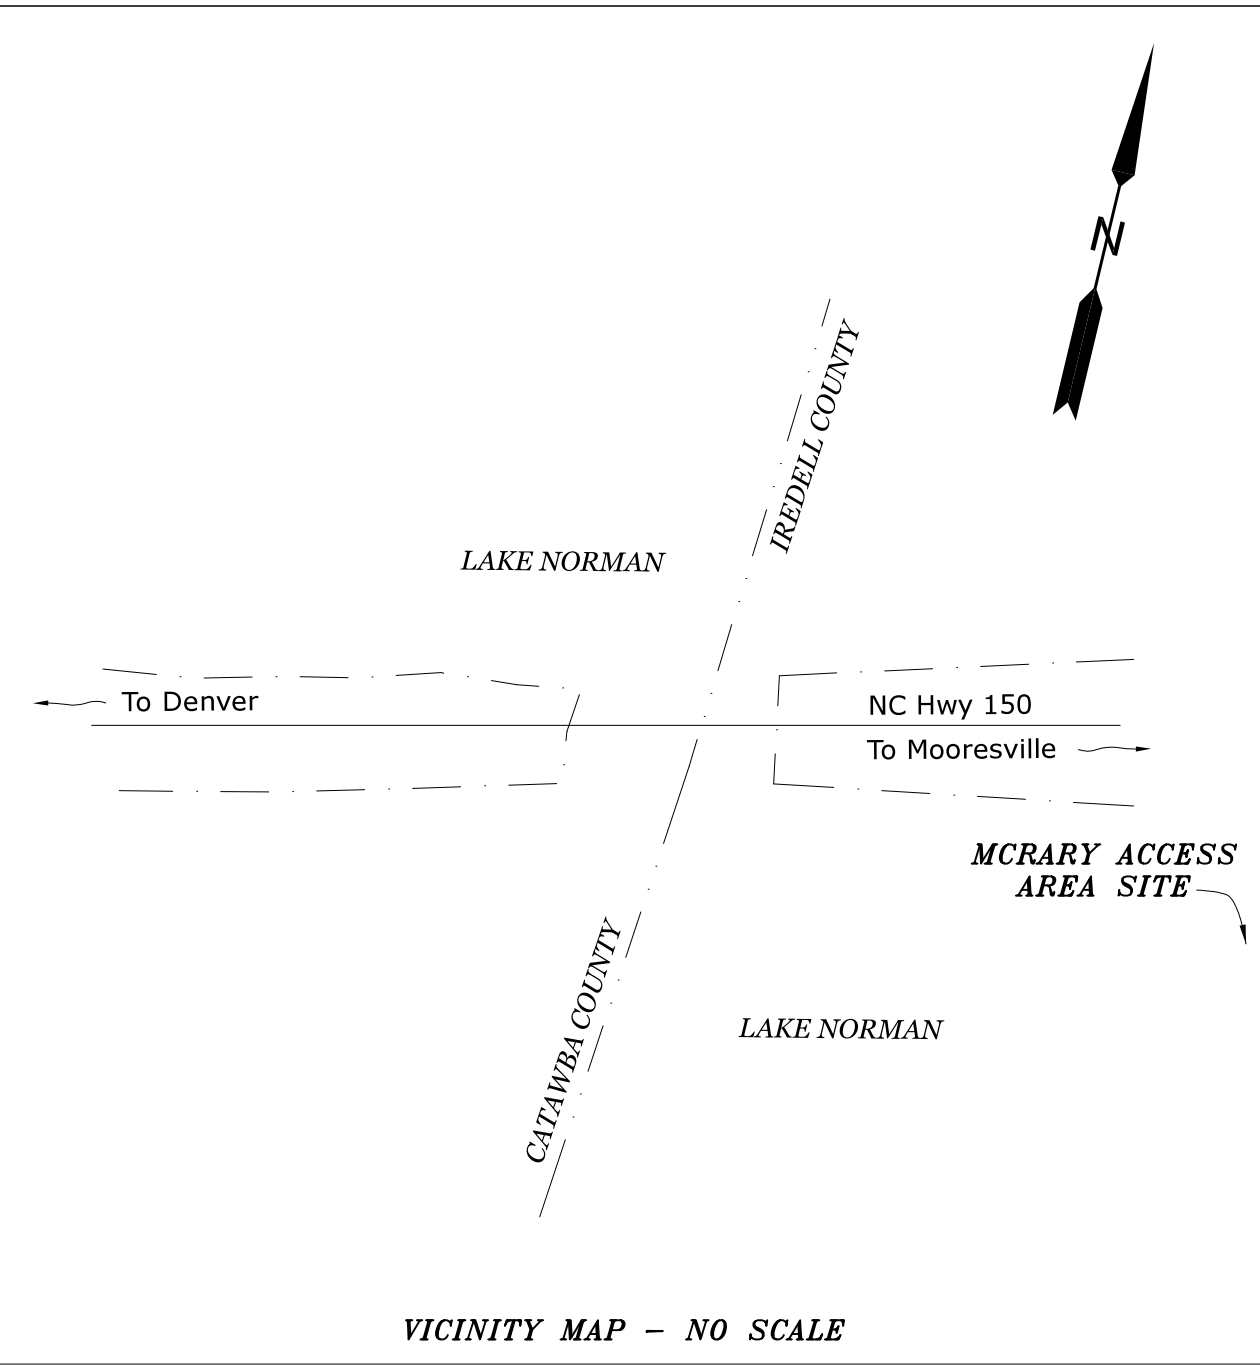 N
IREDELL COUNTY
LAKE NORMAN
To Denver
NC Hwy 150
To Mooresville
MCRARY ACCESS
AREA SITE
CATAWBA COUNTY
LAKE NORMAN
VICINITY MAP – NO SCALE